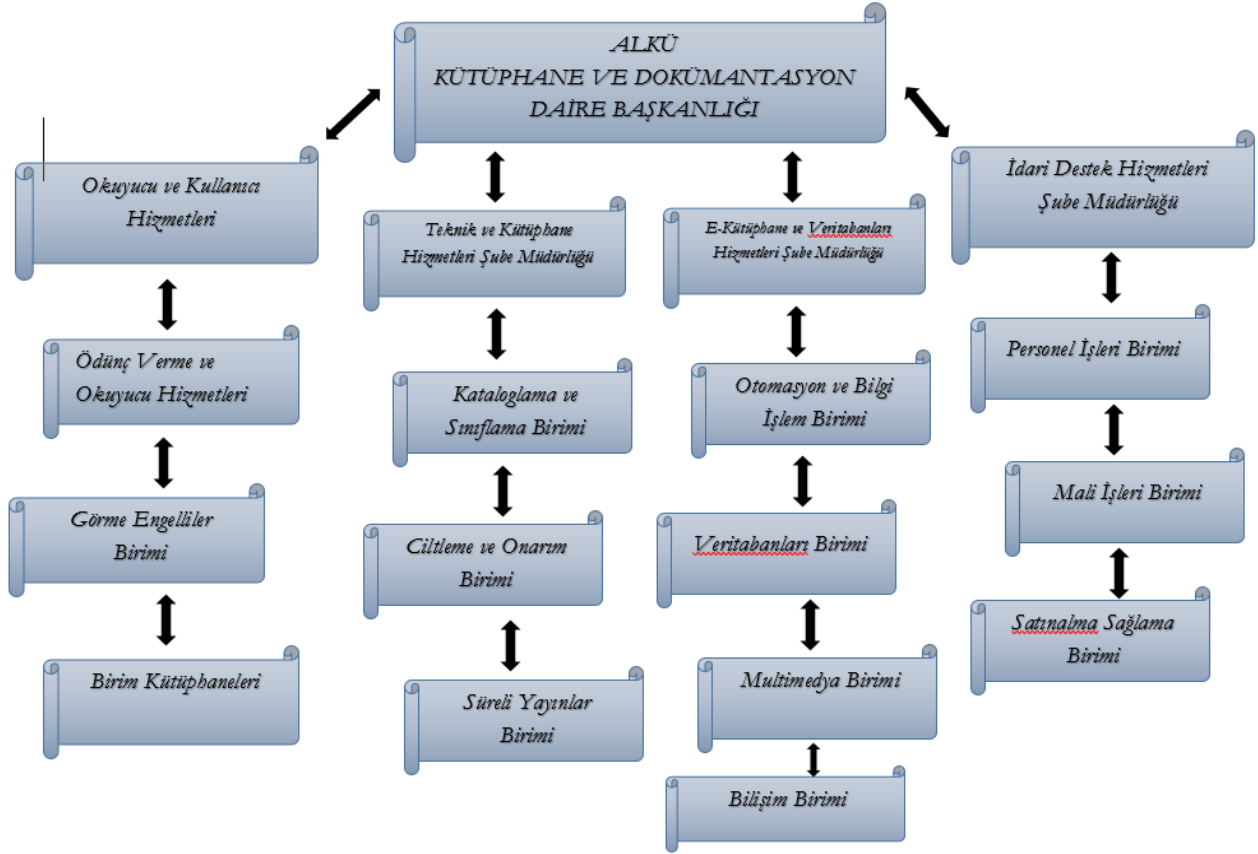 ALKÜ
KÜTÜPHANE VE DOKÜMANTASYON
DAİRE BAŞKANLIĞI
Okuyucu ve Kullanıcı
Hizmetleri
Ödünç Verme ve
Okuyucu Hizmetleri
Görme Engelliler
Birimi
Birim Kütüphaneleri
Teknik ve Kütüphane
Hizmetleri Şube Müdürlüğü
Kataloglama ve
Sınıflama Birimi
Ciltleme ve Onarım
Birimi
Süreli Yayınlar
Birimi
E-Kütüphane ve Veritabanları
Hizmetleri Şube Müdürlüğü
Otomasyon ve Bilgi
İşlem Birimi
Veritabanları Birimi
Multimedya Birimi
Bilişim Birimi
İdari Destek Hizmetleri
Şube Müdürlüğü
Personel İşleri Birimi
Mali İşleri Birimi
Satınalma Sağlama
Birimi